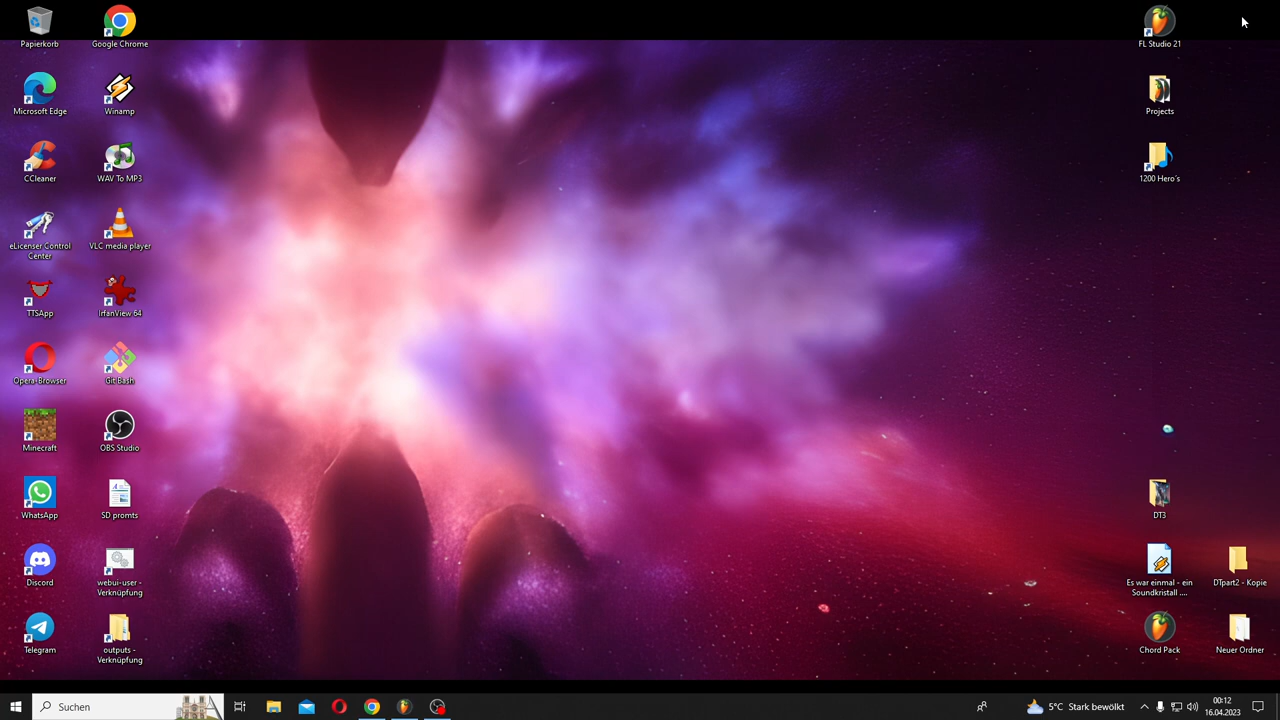 Papierkorb
Google Chrome
FL Studio 21
Microsoft Edge
Winamp
Projects
CCleaner
WAV To MP3
1200 Hero's
eLicenser Control
Center
VLC media player
TTSApp
IrfanView 64
Opera-Browser
Git Bash
Minecraft
OBS Studio
WhatsApp
SD promts
DT3
Discord
webui-user -
Verknüpfung
Es war einmal - ein
Soundkristall ....
DTpart2 - Kopie
Telegram
outputs -
Verknüpfung
Chord Pack
Neuer Ordner
Suchen
5°C Stark bewölkt
00:12
16.04.2023